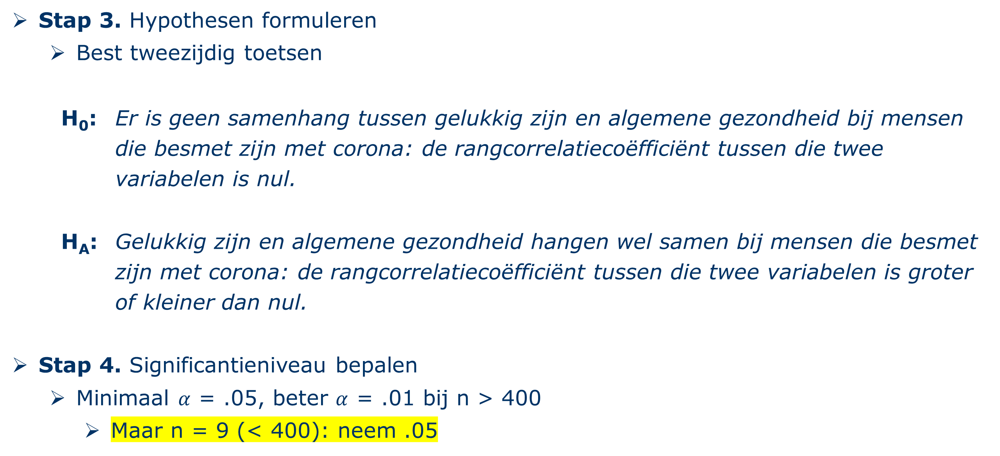 ➢ Stap 3. Hypothesen formuleren
➢ Best tweezijdig toetsen
H₀: Er is geen samenhang tussen gelukkig zijn en algemene gezondheid bij mensen
die besmet zijn met corona: de rangcorrelatiecoëfficiënt tussen die twee
variabelen is nul.
Hₐ: Gelukkig zijn en algemene gezondheid hangen wel samen bij mensen die besmet
zijn met corona: de rangcorrelatiecoëfficiënt tussen die twee variabelen is groter
of kleiner dan nul.
➢ Stap 4. Significantieniveau bepalen
➢ Minimaal α = .05, beter α = .01 bij n > 400
➢ Maar n = 9 (< 400): neem .05